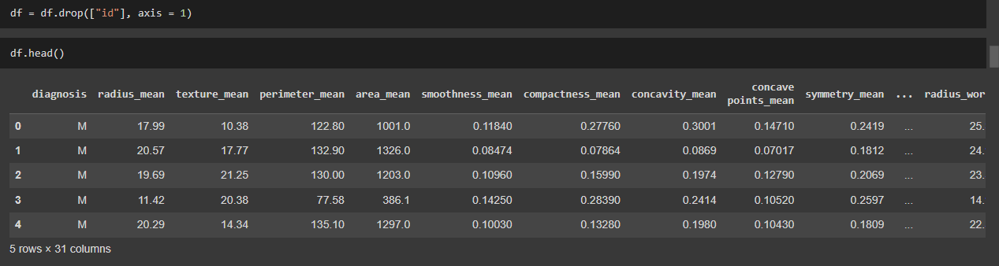 df = df.drop(["id"], axis = 1)
df.head()
diagnosis radius_mean texture_mean perimeter_mean area_mean smoothness_mean compactness_mean concavity_mean concave points_mean symmetry_mean ... radius_wor
0 M 17.99 10.38 122.80 1001.0 0.11840 0.27760 0.3001 0.14710 0.2419 ... 25.
1 M 20.57 17.77 132.90 1326.0 0.08474 0.07864 0.0869 0.07017 0.1812 ... 24.
2 M 19.69 21.25 130.00 1203.0 0.10960 0.15990 0.1974 0.12790 0.2069 ... 23.
3 M 11.42 20.38 77.58 386.1 0.14250 0.28390 0.2414 0.10520 0.2597 ... 14.
4 M 20.29 14.34 135.10 1297.0 0.10030 0.13280 0.1980 0.10430 0.1809 ... 22.
5 rows × 31 columns